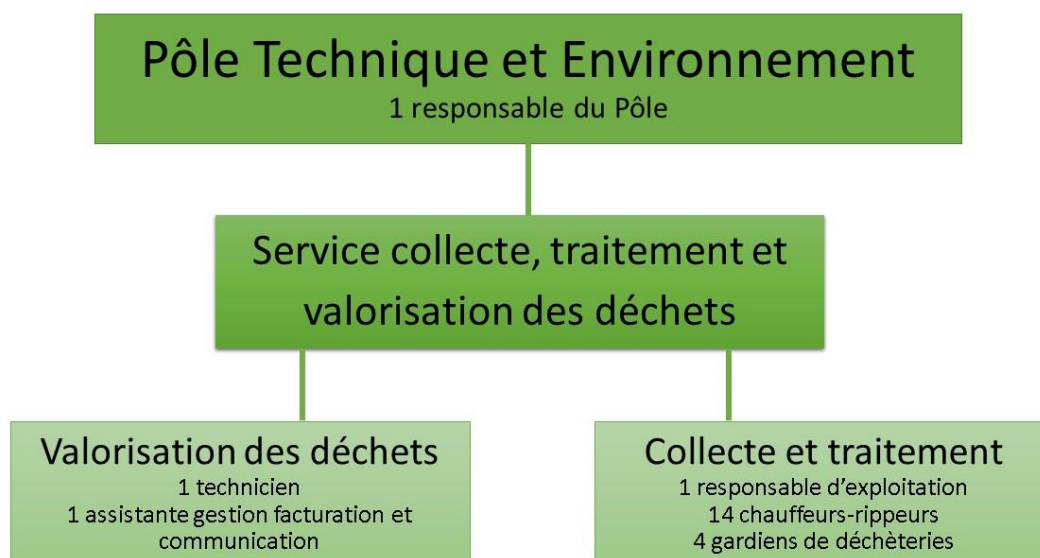 Pôle Technique et Environnement
1 responsable du Pôle
Service collecte, traitement et
valorisation des déchets
Valorisation des déchets
1 technicien
1 assistante gestion facturation et
communication
Collecte et traitement
1 responsable d'exploitation
14 chauffeurs-rippeurs
4 gardiens de déchèteries